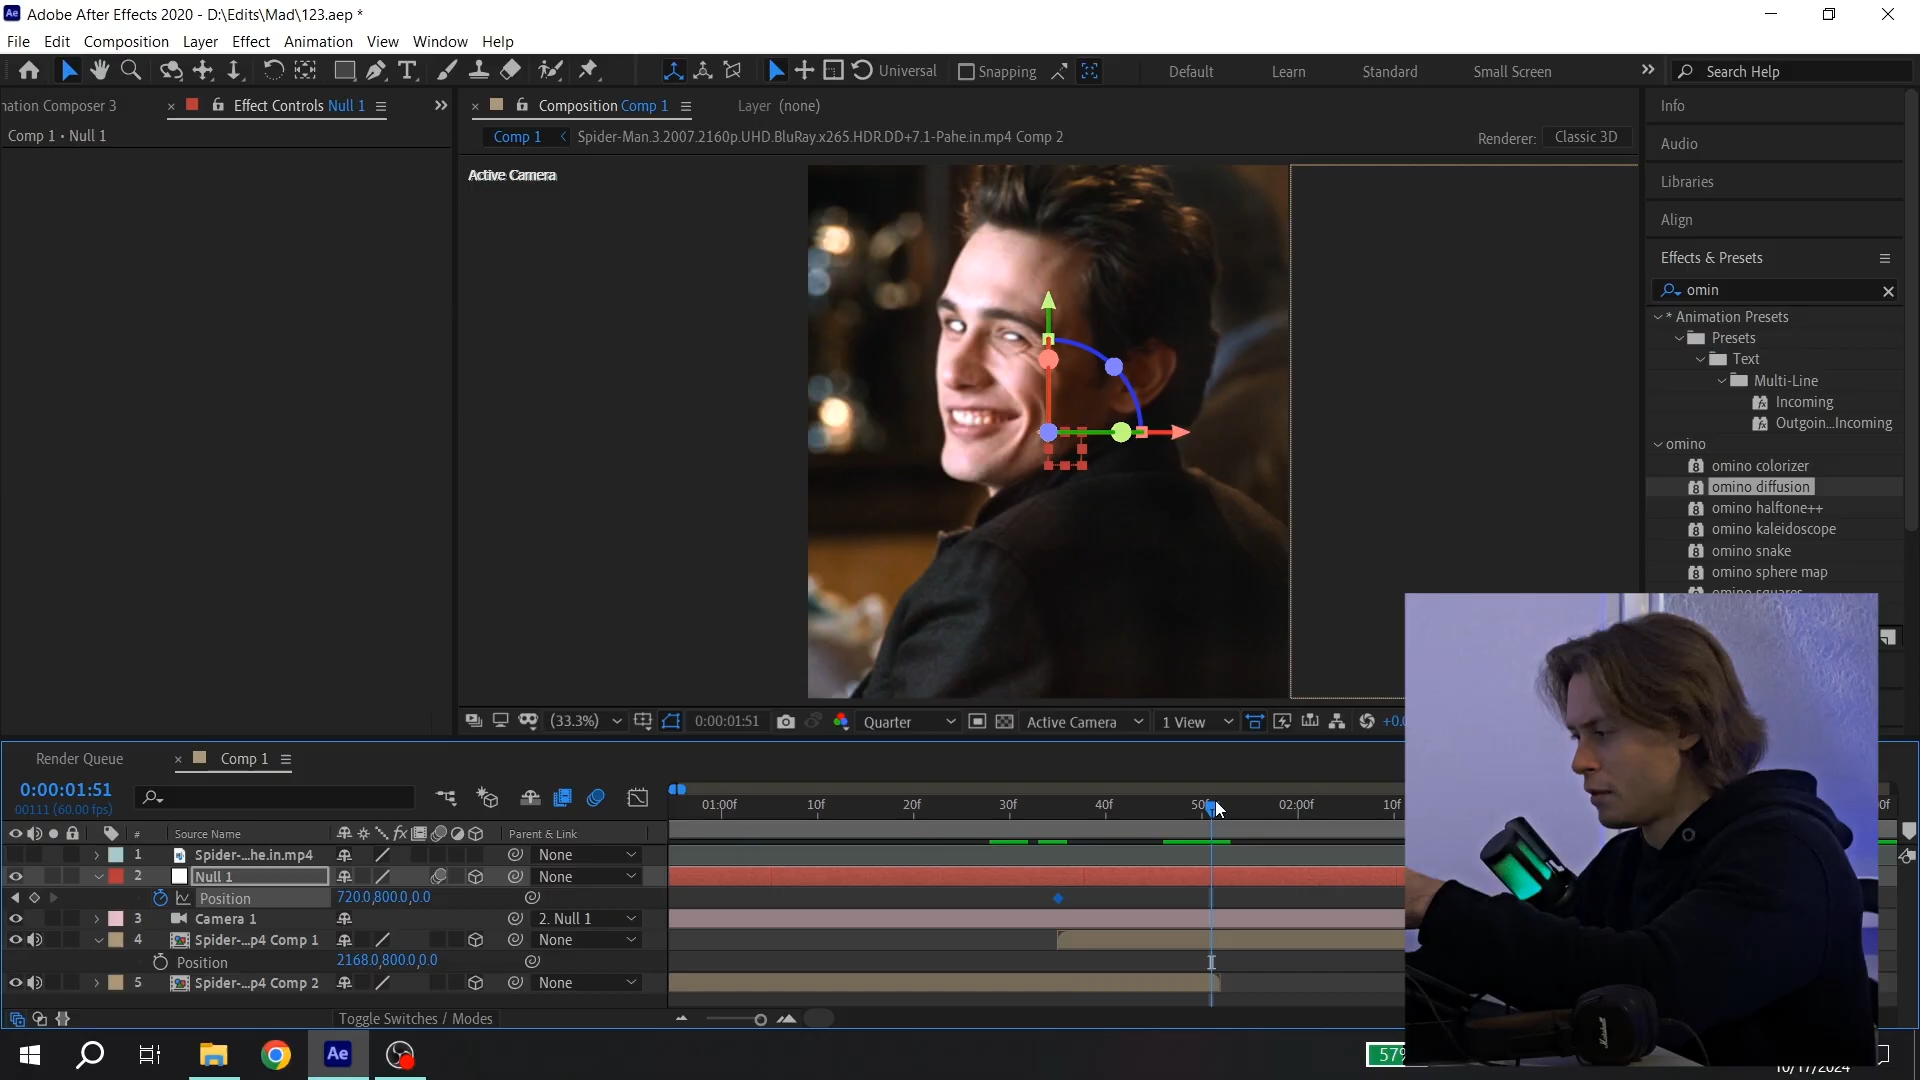 Adobe After Effects 2020 - D:\Edits\Mad\123.aep *
File Edit Composition Layer Effect Animation View Window Help
Universal Snapping Default Learn Standard Small Screen Search Help
nation Composer 3 Effect Controls Null 1 Composition Comp 1 Layer (none) Info
Comp 1 • Null 1 Comp 1 Spider-Man.3.2007.2160p.UHD.BluRay.x265.HDR.DD+7.1-Pahe.in.mp4 Comp 2 Renderer: Classic 3D
Audio
Active Camera
Libraries
Align
Effects & Presets
omin
* Animation Presets
Presets
Text
Multi-Line
Incoming
Outgoin...Incoming
omino
omino colorizer
omino diffusion
omino halftone++
omino kaleidoscope
omino snake
omino sphere map
omino squares
(33.3%) 0:00:01:51 Quarter Active Camera 1 View +0.
Render Queue Comp 1
0:00:01:51
00111 (60.00 fps)
01:00f 10f 20f 30f 40f 50f 02:00f 10f 0f
# Source Name Parent & Link
1 Spider-...he.in.mp4 None
2 Null 1 None
Position 720.0,800.0,0.0
3 Camera 1 2. Null 1
4 Spider-...p4 Comp 1 None
Position 2168.0,800.0,0.0
5 Spider-...p4 Comp 2 None
Toggle Switches / Modes
Ae 57%
10/17/2024